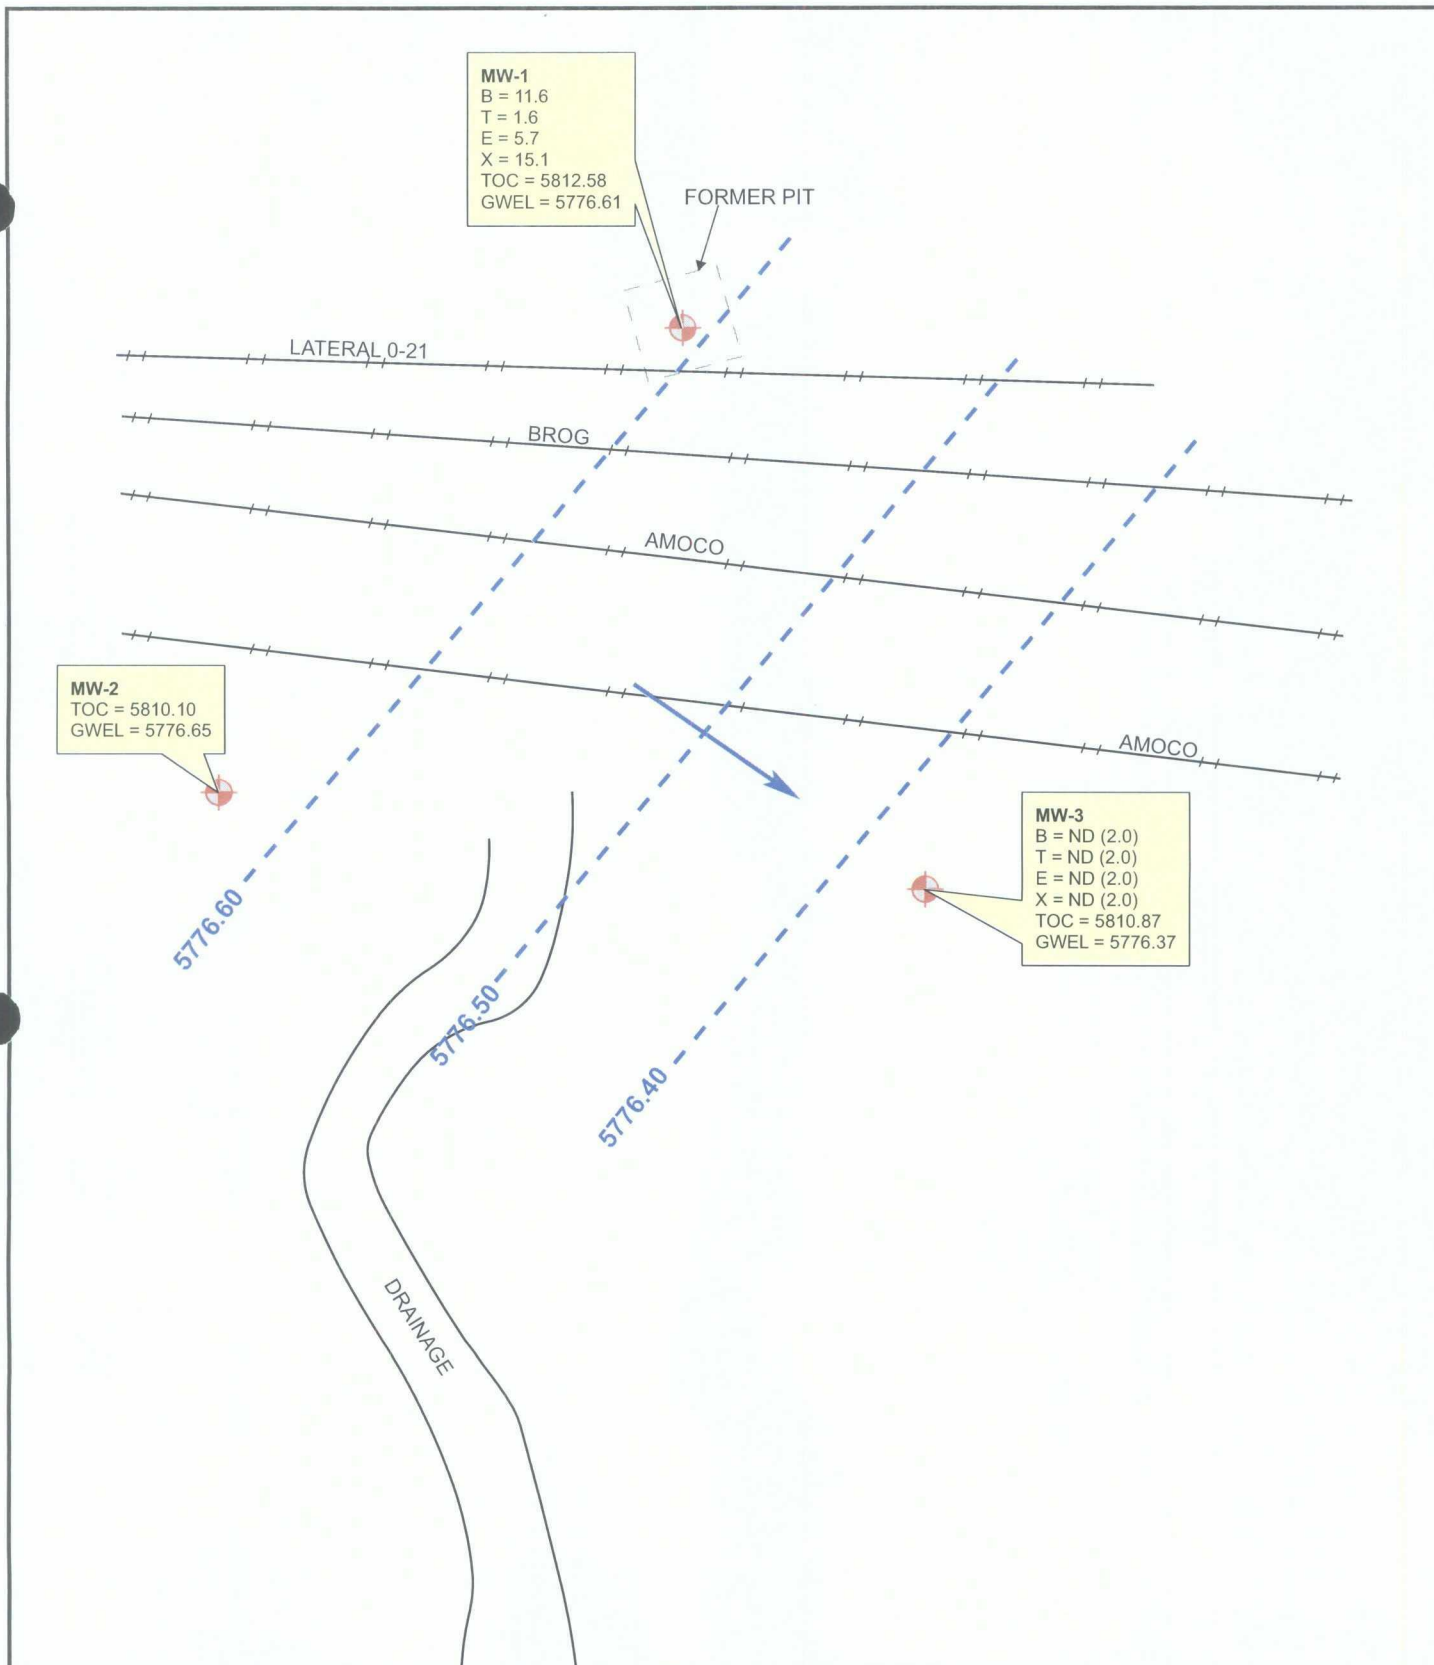 MW-1
B = 11.6
T = 1.6
E = 5.7
X = 15.1
TOC = 5812.58
GWEL = 5776.61
FORMER PIT
LATERAL 0-21
BROG
AMOCO
MW-2
TOC = 5810.10
GWEL = 5776.65
AMOCO
MW-3
B = ND (2.0)
T = ND (2.0)
E = ND (2.0)
X = ND (2.0)
TOC = 5810.87
GWEL = 5776.37
5776.60
5776.50
5776.40
DRAINAGE